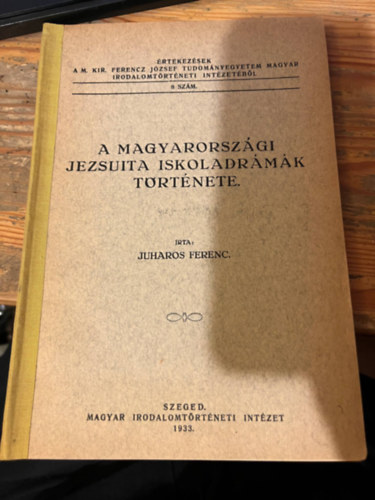 ÉRTEKEZÉSEK
A M. KIR. FERENCZ JÓZSEF TUDOMÁNYEGYETEM MAGYAR
IRODALOMTÖRTÉNETI INTÉZETÉBŐL
9 SZÁM.
A MAGYARORSZÁGI
JEZSUITA ISKOLADRÁMÁK
TÖRTÉNETE.
IRTA:
JUHAROS FERENC.
SZEGED.
MAGYAR IRODALOMTÖRTÉNETI INTÉZET
1933.